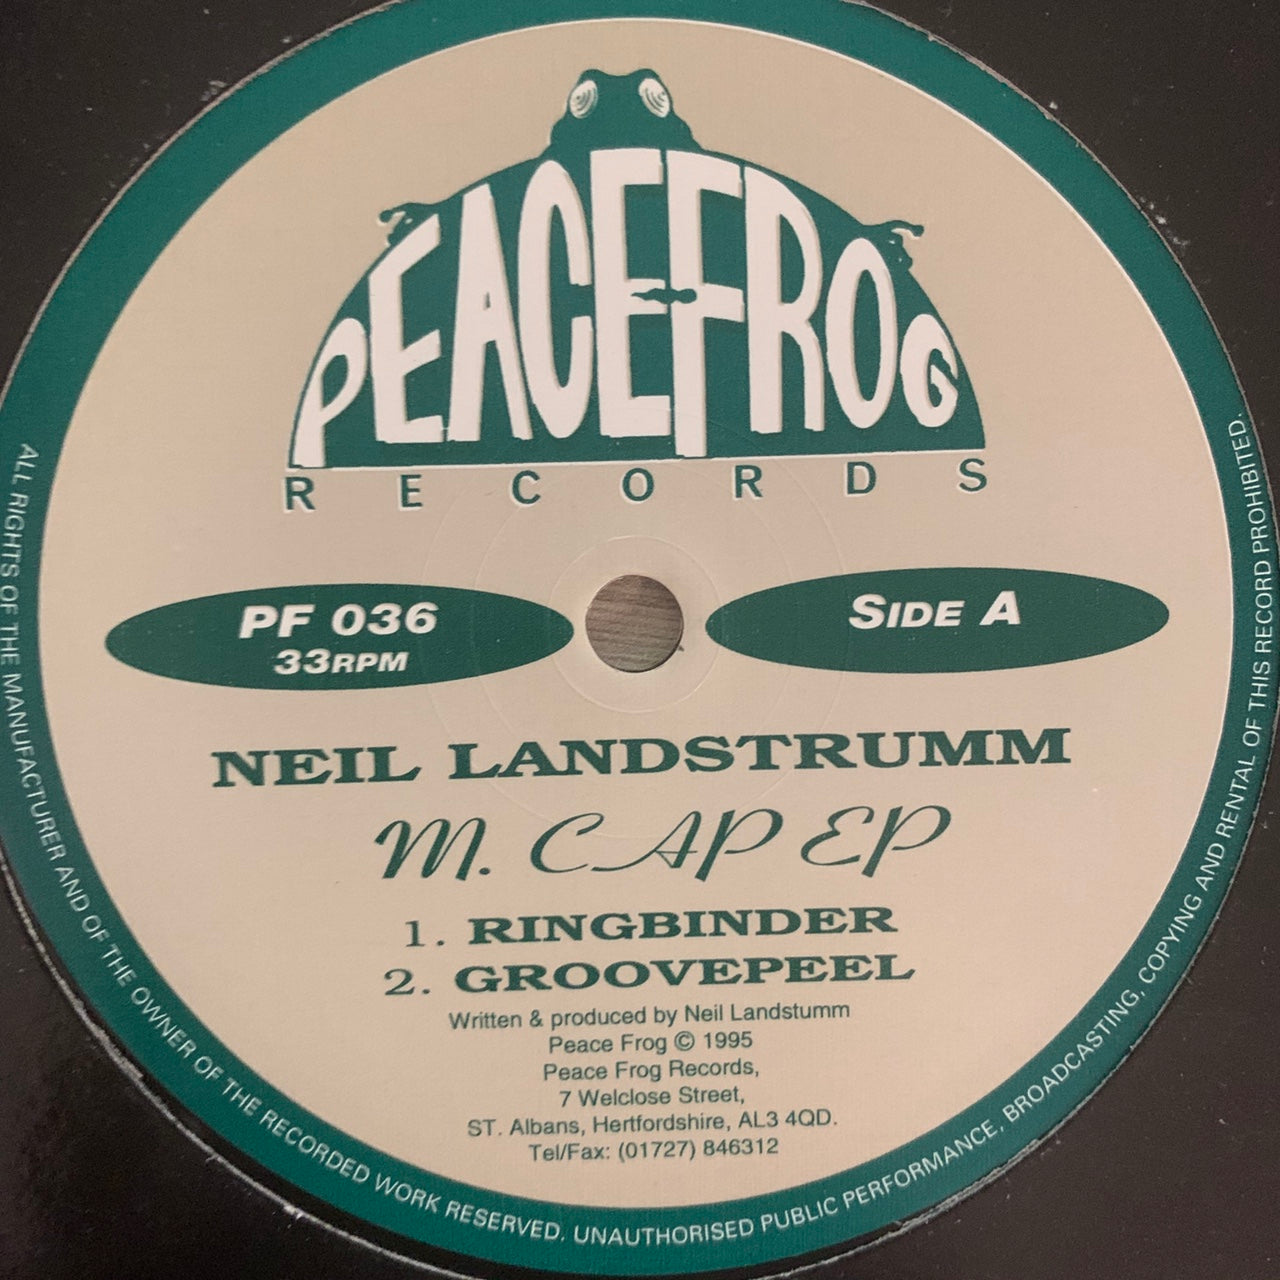 PEACEFROG
RECORDS
PF 036
33RPM
SIDE A
NEIL LANDSTRUMM
M. CAP EP
1. RINGBINDER
2. GROOVEPEEL
Written & produced by Neil Landstumm
Peace Frog © 1995
Peace Frog Records,
7 Welclose Street,
ST. Albans, Hertfordshire, AL3 4QD.
Tel/Fax: (01727) 846312
ALL RIGHTS OF THE MANUFACTURER AND OF THE OWNER OF THE RECORDED WORK RESERVED. UNAUTHORISED PUBLIC PERFORMANCE, BROADCASTING, COPYING AND RENTAL OF THIS RECORD PROHIBITED.